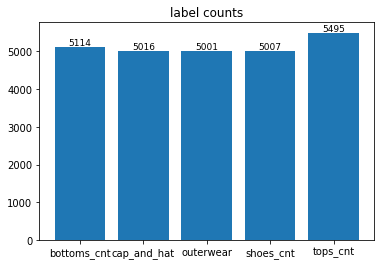 label counts
5114
5016
5001
5007
5495
5000
4000
3000
2000
1000
0
bottoms_cnt
cap_and_hat
outerwear
shoes_cnt
tops_cnt